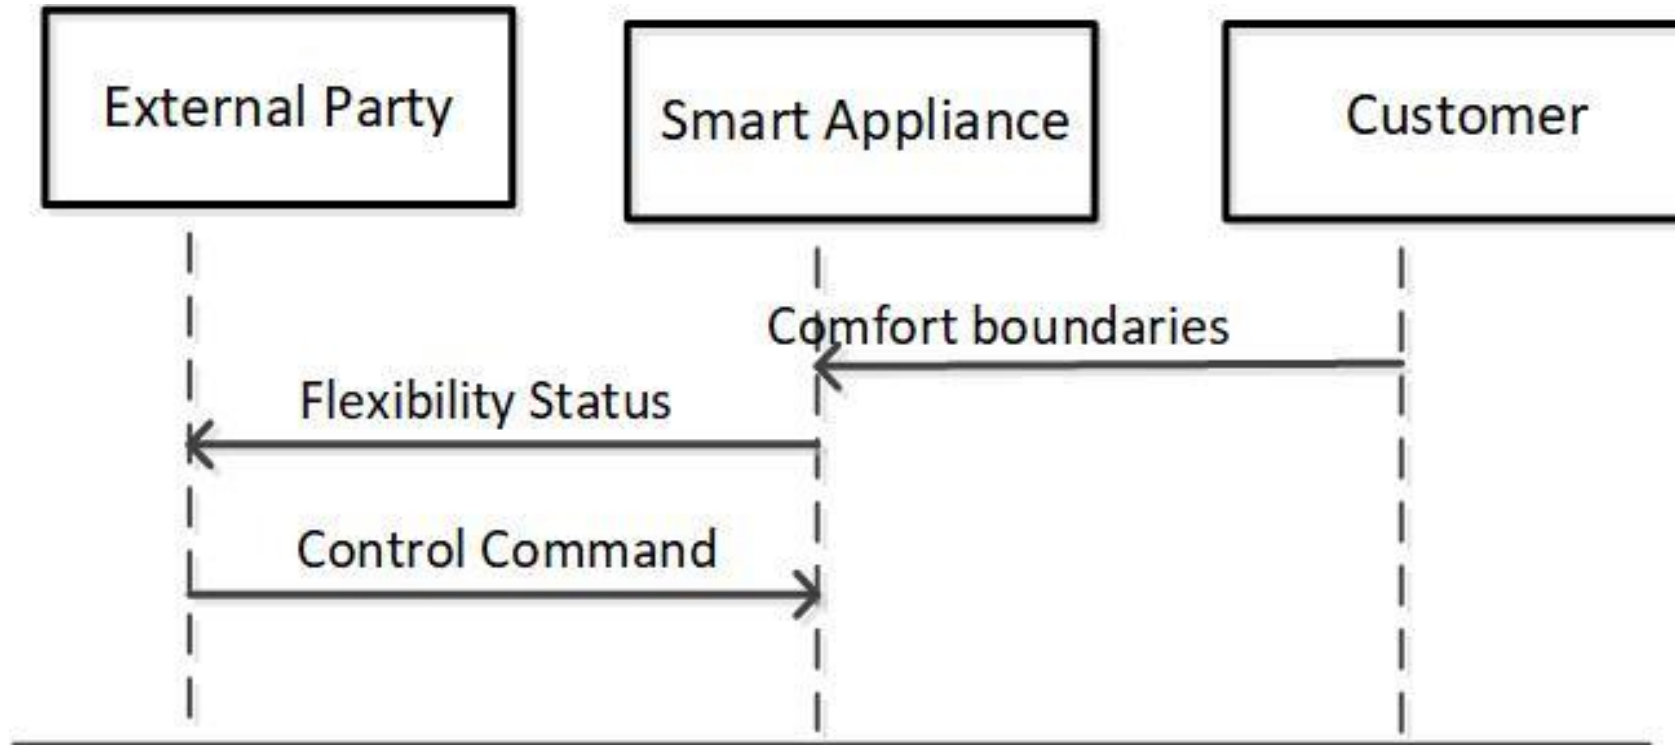 External Party
Smart Appliance
Customer
Comfort boundaries
Flexibility Status
Control Command